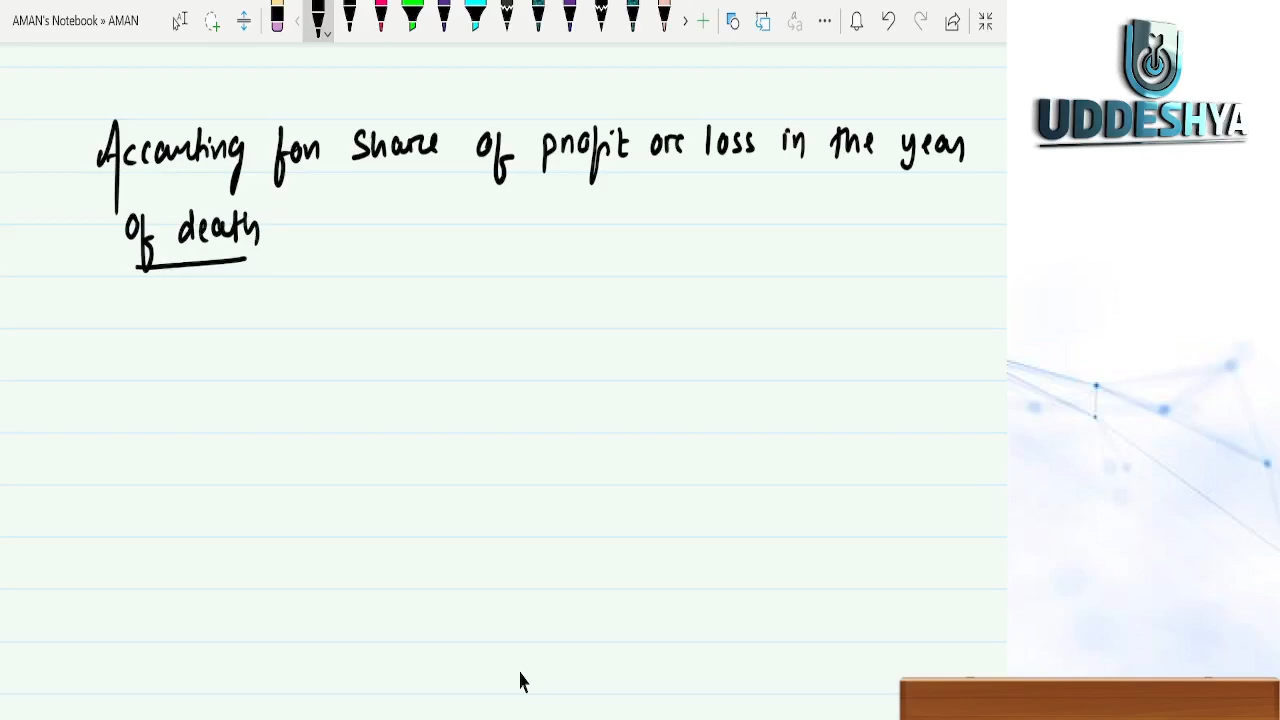 AMAN's Notebook » AMAN
UDDESHYA
Accounting for share of profit or loss in the year
of death